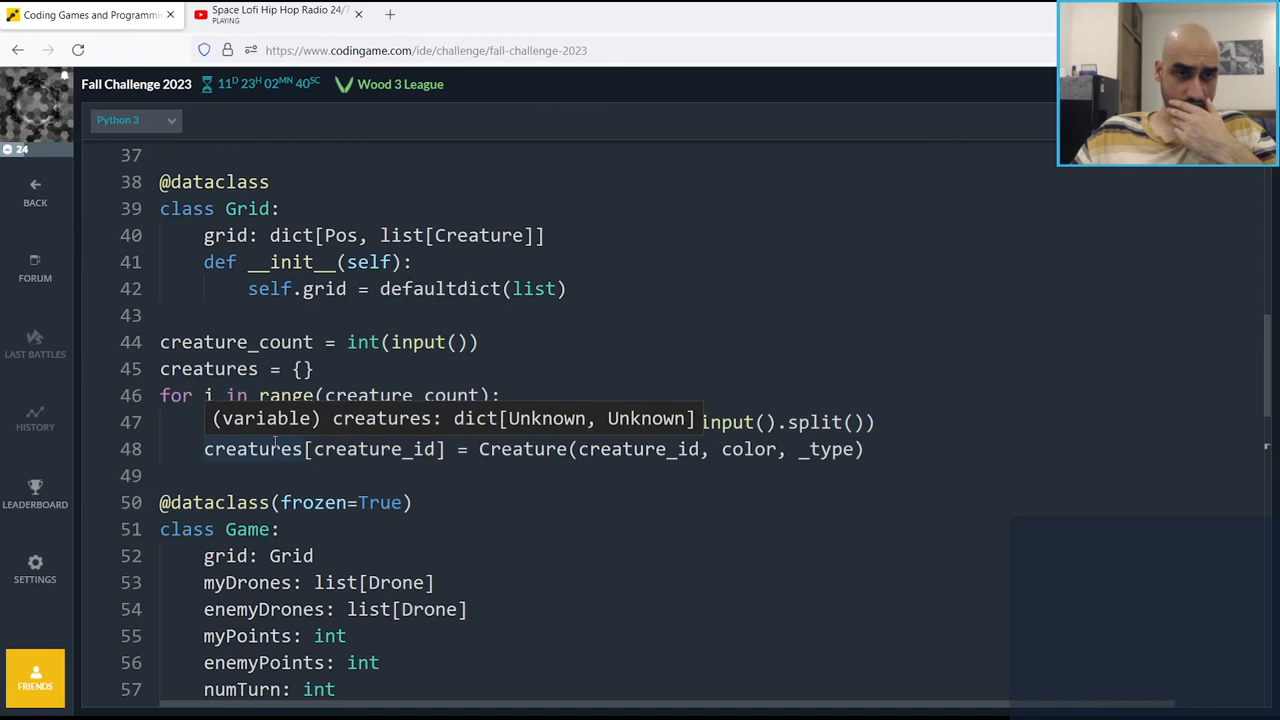 Coding Games and Programmin
Space Lofi Hip Hop Radio 24/7
PLAYING
https://www.codingame.com/ide/challenge/fall-challenge-2023
Fall Challenge 2023
11D 23H 02MN 40SC
Wood 3 League
Python 3
24
BACK
FORUM
LAST BATTLES
HISTORY
LEADERBOARD
SETTINGS
FRIENDS
37
38 @dataclass
39 class Grid:
40 grid: dict[Pos, list[Creature]]
41 def __init__(self):
42 self.grid = defaultdict(list)
43
44 creature_count = int(input())
45 creatures = {}
46 for i in range(creature_count):
(variable) creatures: dict[Unknown, Unknown]
47 input().split())
48 creatures[creature_id] = Creature(creature_id, color, _type)
49
50 @dataclass(frozen=True)
51 class Game:
52 grid: Grid
53 myDrones: list[Drone]
54 enemyDrones: list[Drone]
55 myPoints: int
56 enemyPoints: int
57 numTurn: int